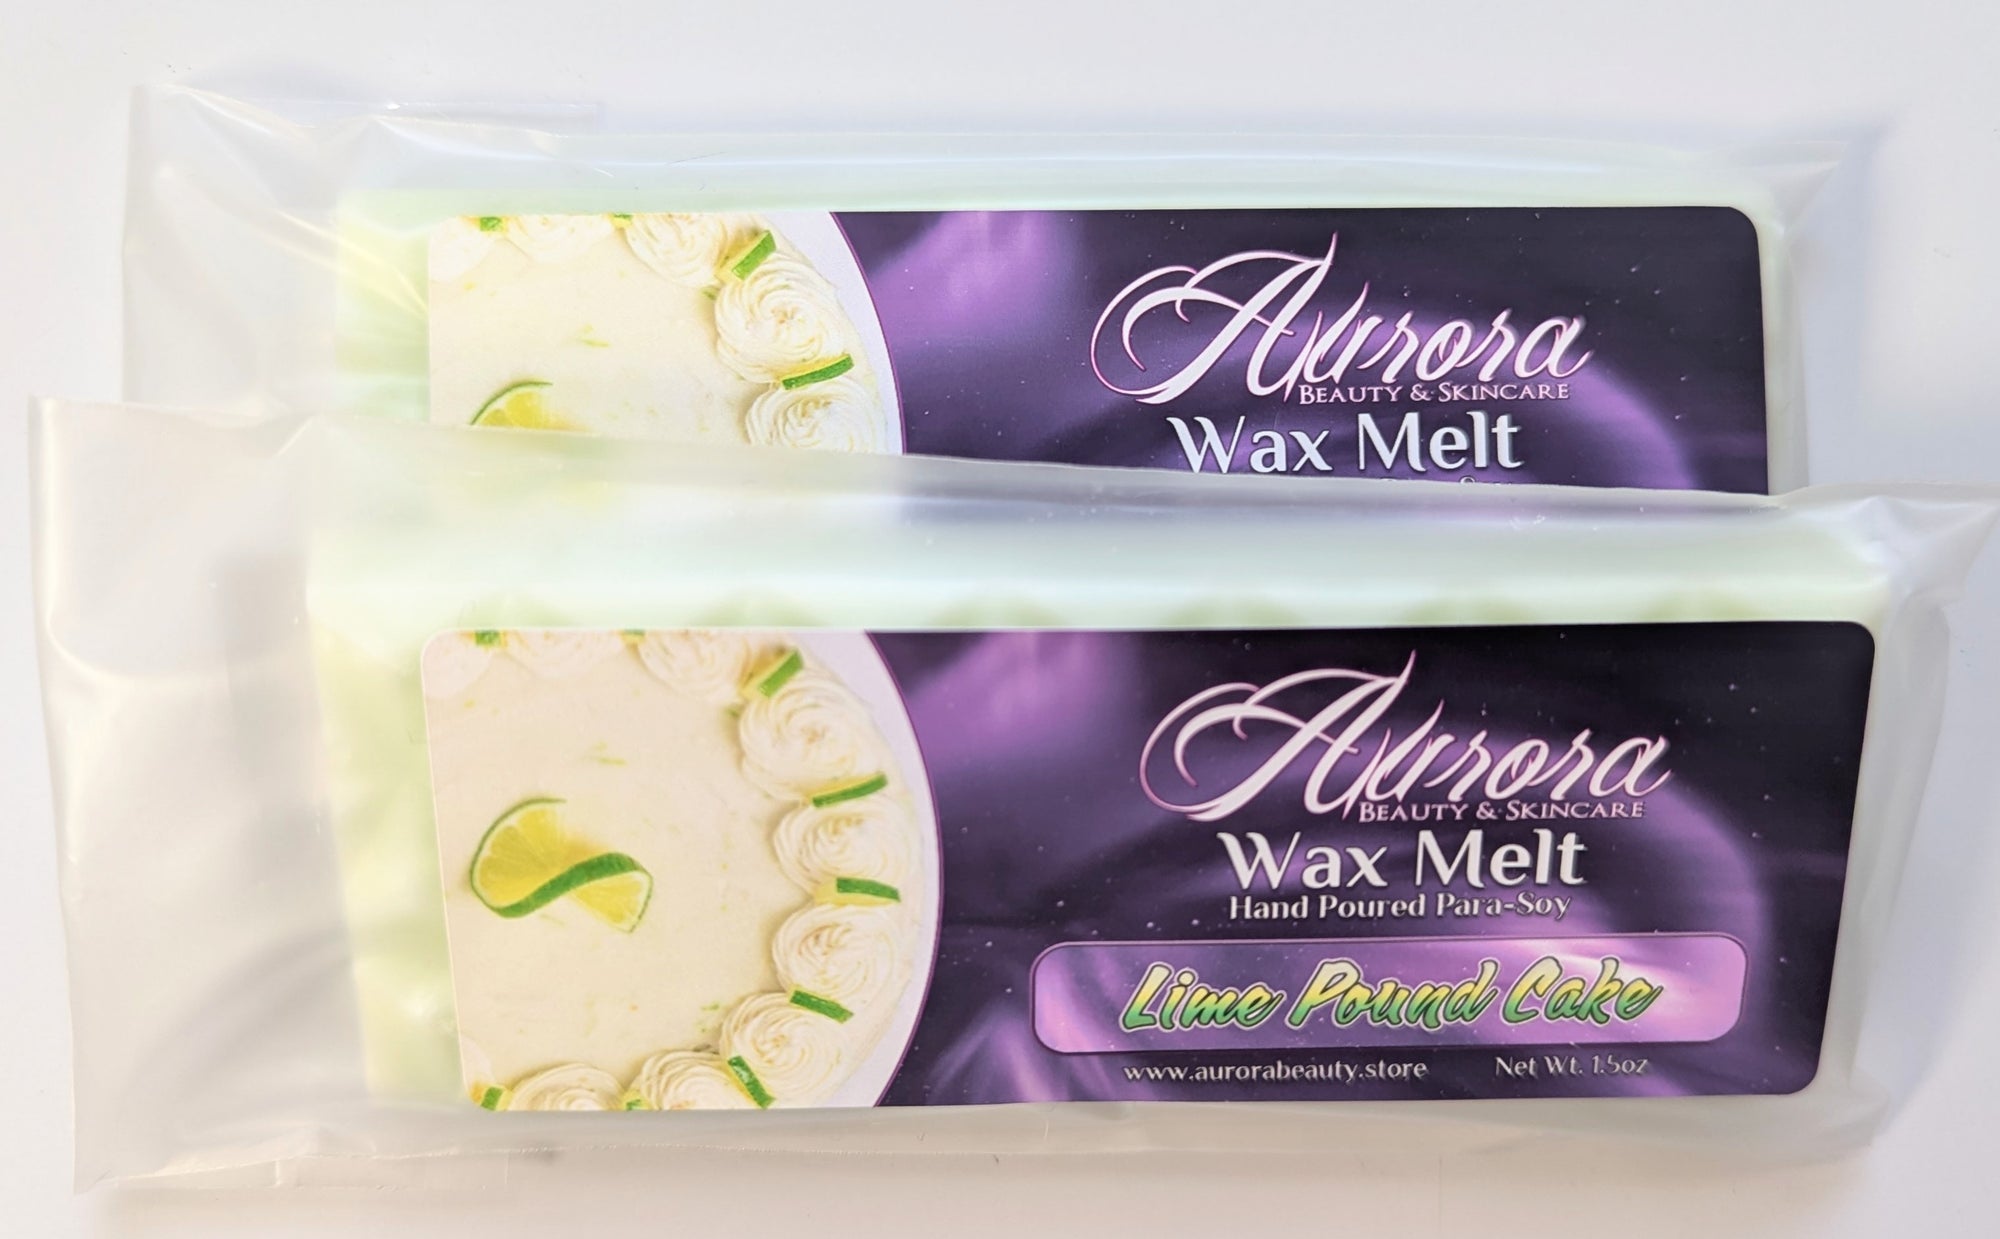 Aurora
BEAUTY & SKINCARE
Wax Melt
Aurora
BEAUTY & SKINCARE
Wax Melt
Hand Poured Para-Soy
Lime Pound Cake
www.aurorabeauty.store Net Wt. 1.5oz